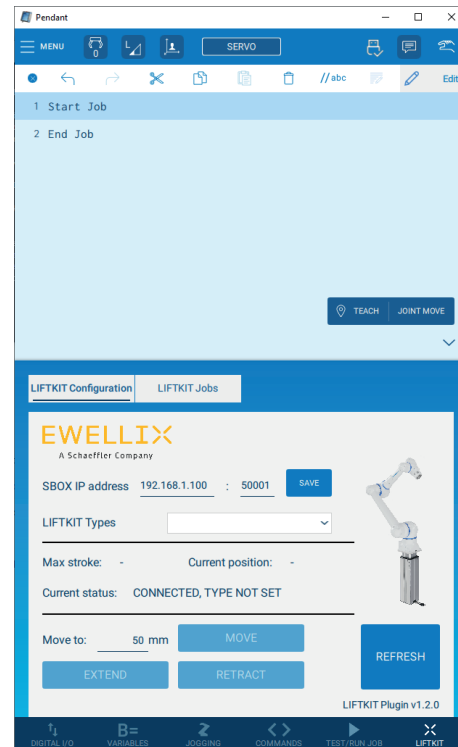 Pendant
MENU 0 SERVO
//abc Edit
1 Start Job
2 End Job
TEACH JOINT MOVE
LIFTKIT Configuration LIFTKIT Jobs
EWELLIX
A Schaeffler Company
SBOX IP address 192.168.1.100 : 50001 SAVE
LIFTKIT Types
Max stroke: - Current position: -
Current status: CONNECTED, TYPE NOT SET
Move to: 50 mm MOVE
EXTEND RETRACT REFRESH
LIFTKIT Plugin v1.2.0
DIGITAL I/O B= VARIABLES JOGGING COMMANDS TEST/RUN JOB LIFTKIT